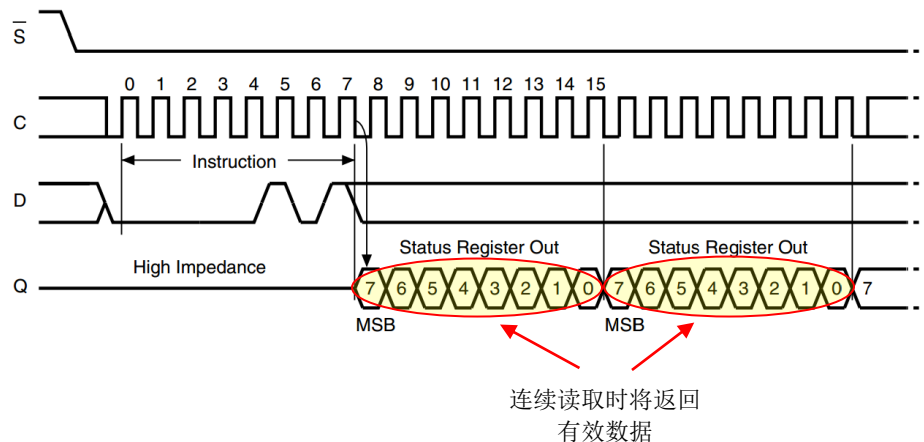 S
0 1 2 3 4 5 6 7 8 9 10 11 12 13 14 15
C
Instruction
D
Status Register Out Status Register Out
High Impedance
Q 7 6 5 4 3 2 1 0 7 6 5 4 3 2 1 0 7
MSB MSB
连续读取时将返回
有效数据